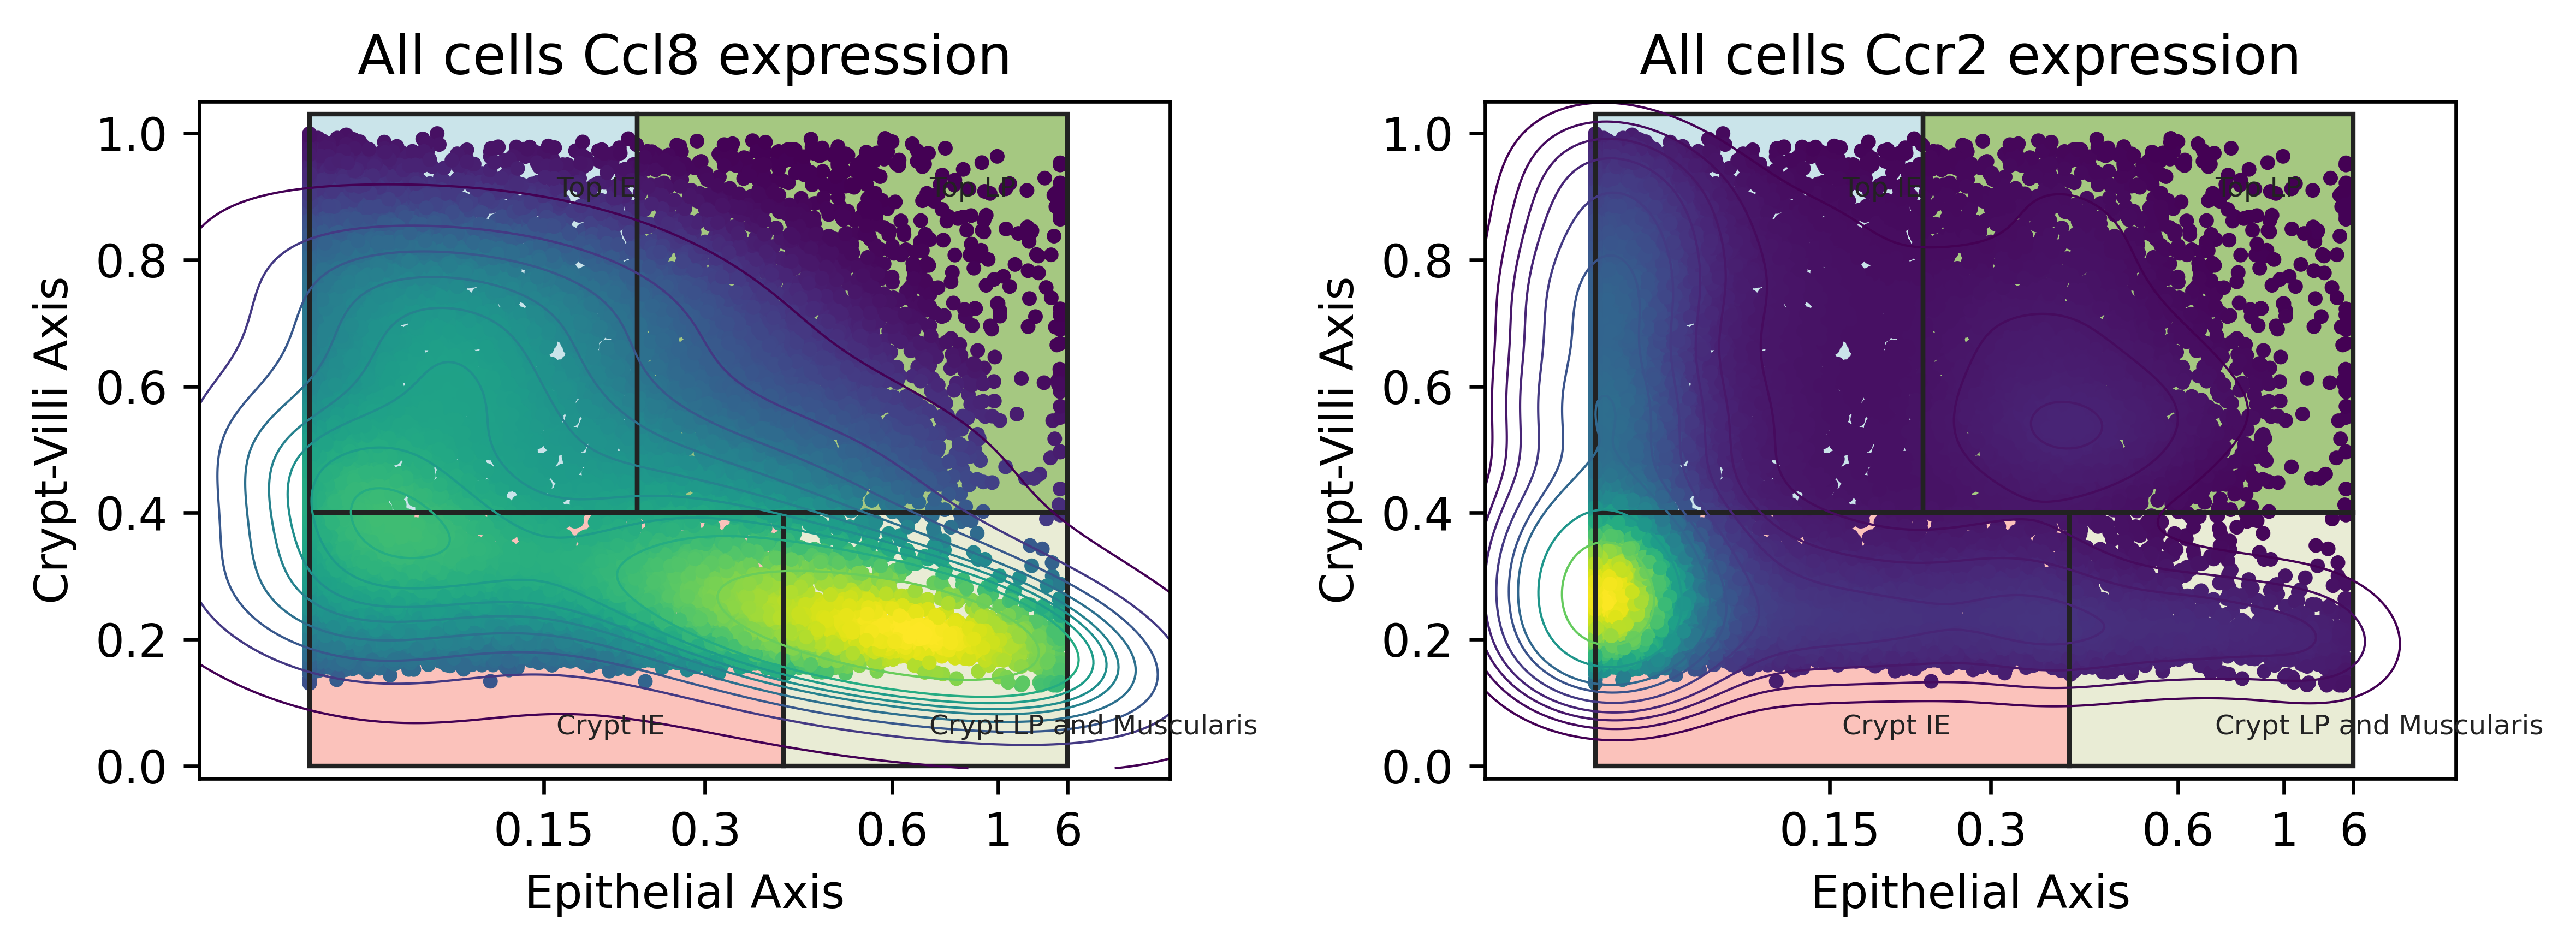 All cells Ccl8 expression
Crypt-Villi Axis
1.0
0.8
0.6
0.4
0.2
0.0
Top IE
Top
Crypt IE
Crypt LP and Muscularis
0.15 0.3 0.6 1 6
Epithelial Axis
All cells Ccr2 expression
Crypt-Villi Axis
1.0
0.8
0.6
0.4
0.2
0.0
Top IE
Top
Crypt IE
Crypt LP and Muscularis
0.15 0.3 0.6 1 6
Epithelial Axis